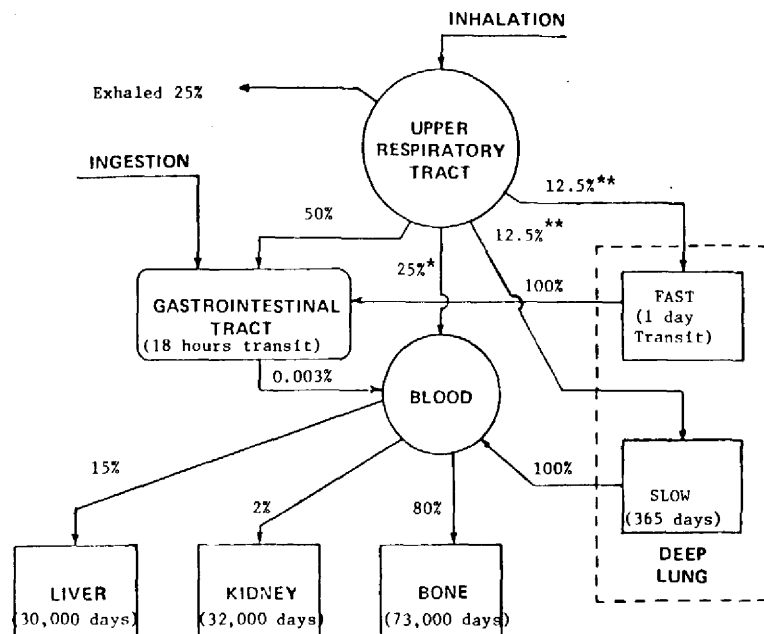 INHALATION
Exhaled 25%
UPPER
RESPIRATORY
TRACT
INGESTION
12.5%**
50%
12.5%**
25%*
100%
GASTROINTESTINAL
TRACT
(18 hours transit)
FAST
(1 day
Transit)
0.003%
BLOOD
15%
2%
80%
100%
SLOW
(365 days)
DEEP
LUNG
LIVER
(30,000 days)
KIDNEY
(32,000 days)
BONE
(73,000 days)